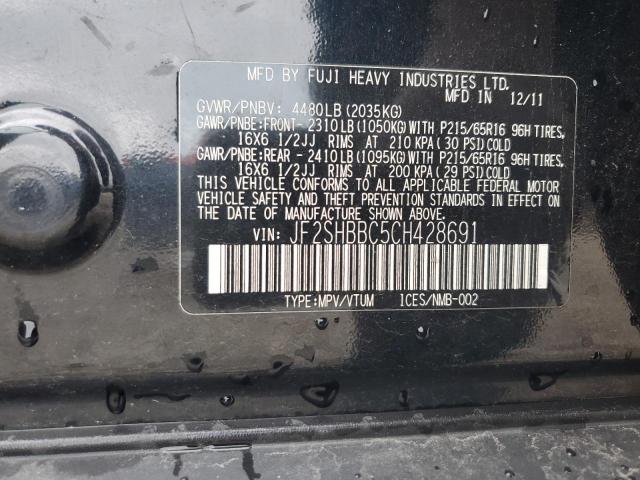 MFD BY FUJI HEAVY INDUSTRIES LTD.
MFD IN 12/11
GVWR/PNBV: 4480LB(2035KG)
GAWR/PNBE:FRONT- 2310LB(1050KG)WITH P215/65R16 96H TIRES,
16X6 1/2JJ RIMS AT 210 KPA(30 PSI)COLD
GAWR/PNBE:REAR - 2410LB(1095KG)WITH P215/65R16 96H TIRES,
16X6 1/2JJ RIMS AT 200 KPA(29 PSI)COLD
THIS VEHICLE CONFORMS TO ALL APPLICABLE FEDERAL MOTOR
VEHICLE SAFETY AND THEFT PREVENTION STANDARDS IN EFFECT
ON THE DATE OF MANUFACTURE SHOWN ABOVE.
VIN: JF2SHBBC5CH428691
TYPE:MPV/VTUM ICES/NMB-002